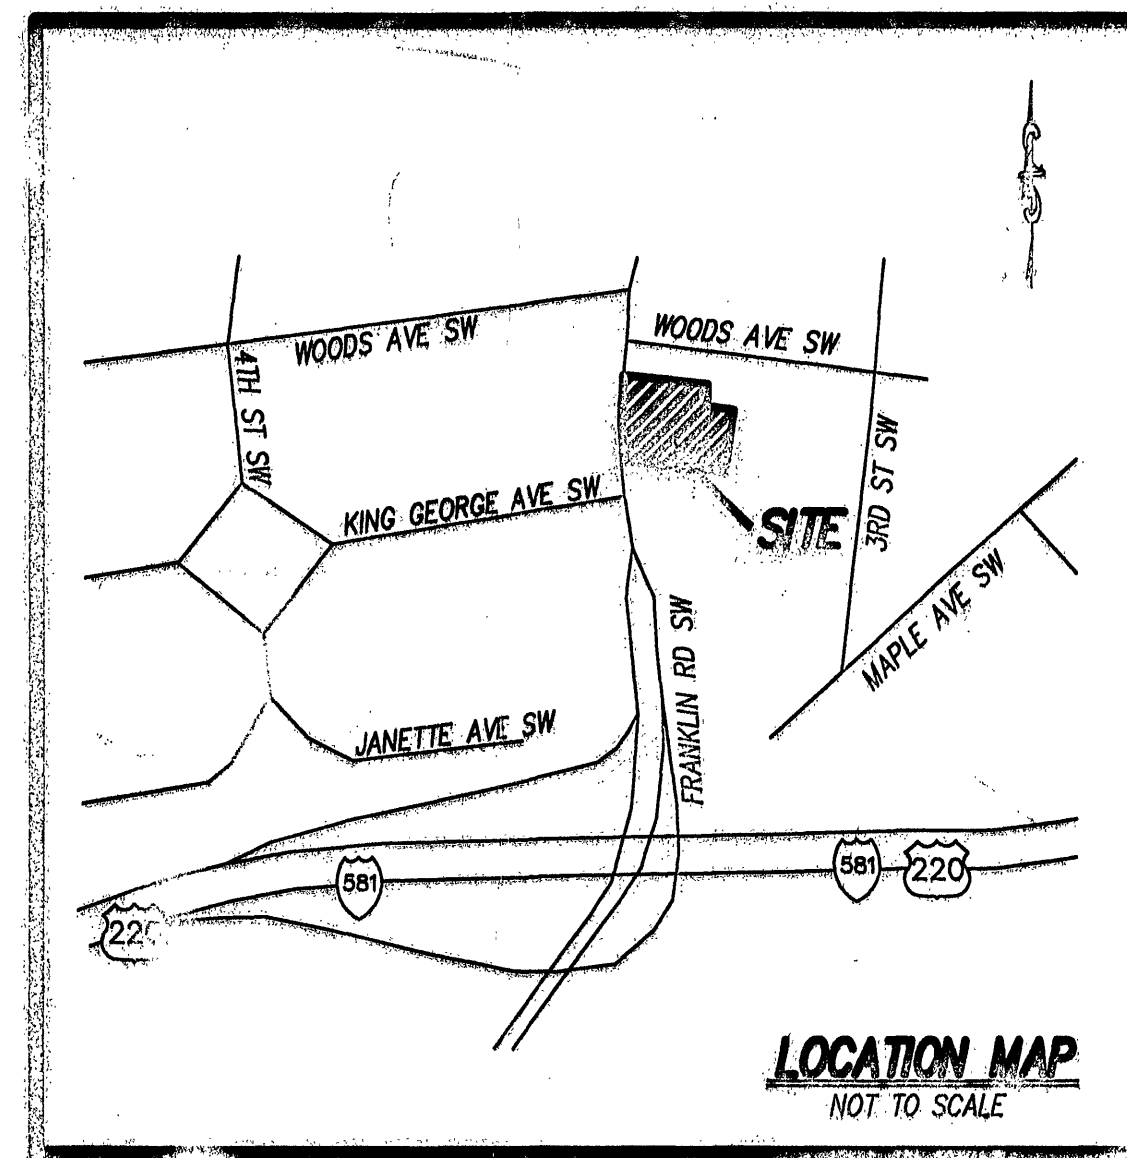 WOODS AVE SW
WOODS AVE SW
4TH ST SW
KING GEORGE AVE SW
SITE
3RD ST SW
MAPLE AVE SW
FRANKLIN RD SW
JANETTE AVE SW
581
581
220
220
LOCATION MAP
NOT TO SCALE